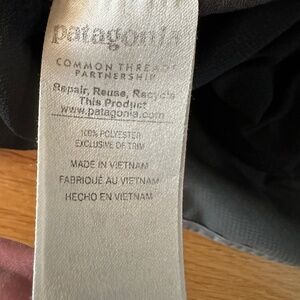 patagonia
COMMON THREADS
PARTNERSHIP
Repair, Reuse, Recycle
This Product
www.patagonia.com
100% POLYESTER
EXCLUSIVE OF TRIM
MADE IN VIETNAM
FABRIQUÉ AU VIETNAM
HECHO EN VIETNAM